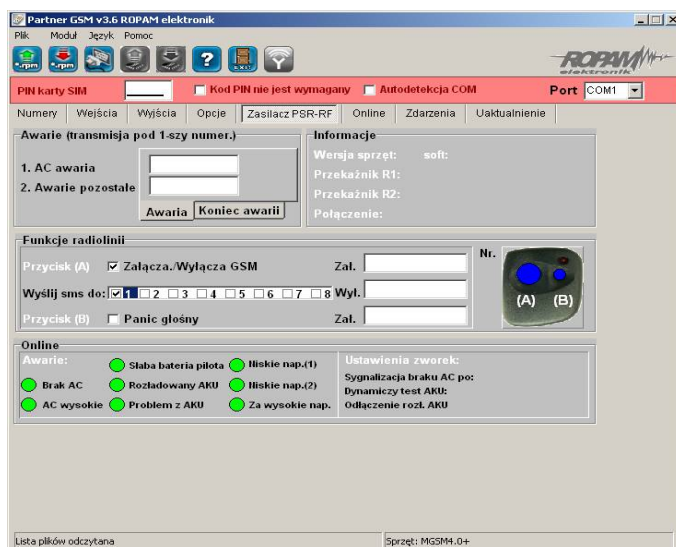 Partner GSM v3.6 ROPAM elektronik
Plik Moduł Język Pomoc
.rpm .rpm ? EXIT ROPAM elektronik
PIN karty SIM Kod PIN nie jest wymagany Autodetekcja COM Port COM1
Numery Wejścia Wyjścia Opcje Zasilacz PSR-RF Online Zdarzenia Uaktualnienie
Awarie (transmisja pod 1-szy numer.)
1. AC awaria
2. Awarie pozostałe
Awaria Koniec awarii
Informacje
Wersja sprzęt: soft:
Przekaźnik R1:
Przekaźnik R2:
Połączenie:
Funkcje radiolinii
Przycisk (A) Załącza./Wyłącza GSM Zał.
Wyślij sms do: 1 2 3 4 5 6 7 8 Wył.
Przycisk (B) Panic głośny Zał.
Nr.
(A) (B)
Online
Awarie: Słaba bateria pilota Niskie nap.(1)
Brak AC Rozładowany AKU Niskie nap.(2)
AC wysokie Problem z AKU Za wysokie nap.
Ustawienia zworek:
Sygnalizacja braku AC po:
Dynamiczy test AKU:
Odłączenie rozł. AKU
Lista plików odczytana Sprzęt: MGSM4.0+